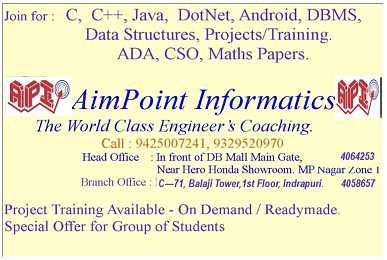 Join for : C, C++, Java, DotNet, Android, DBMS,
Data Structures, Projects/Training.
ADA, CSO, Maths Papers.
AIPI AimPoint Informatics AIPI
The World Class Engineer's Coaching.
Call : 9425007241, 9329520970
Head Office : In front of DB Mall Main Gate, 4064253
Near Hero Honda Showroom. MP Nagar Zone 1
Branch Office : C—71, Balaji Tower,1st Floor, Indrapuri. 4058657
Project Training Available - On Demand / Readymade.
Special Offer for Group of Students